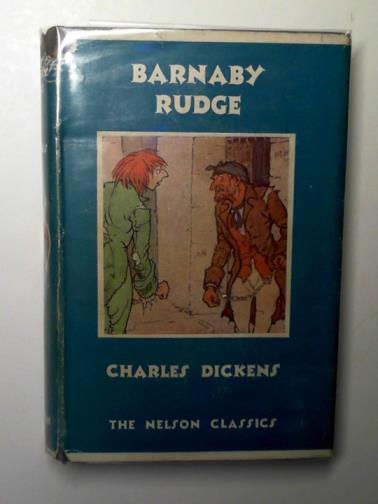 BARNABY
RUDGE
CHARLES DICKENS
THE NELSON CLASSICS